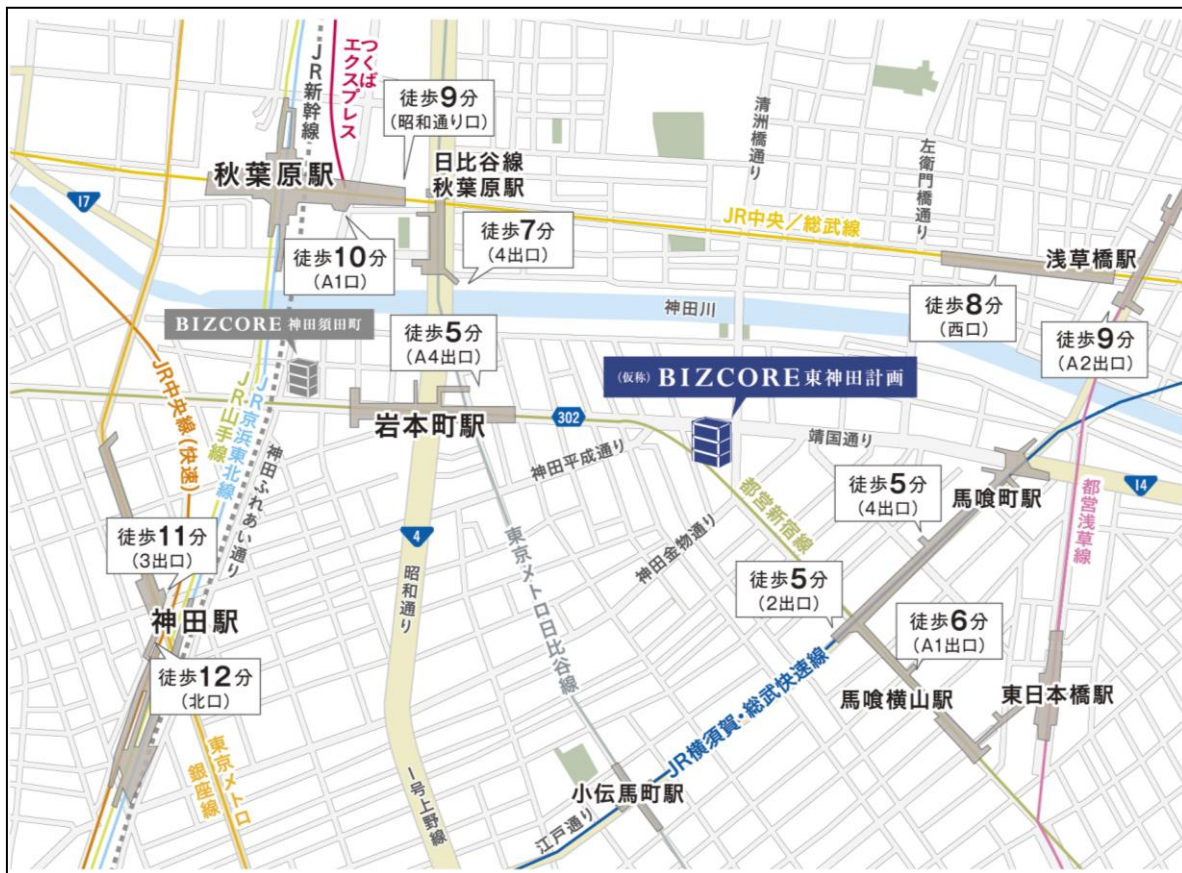 つくば
エクスプレス
JR新幹線
徒歩9分
(昭和通り口)
秋葉原駅
日比谷線
秋葉原駅
清洲橋通り
左衛門橋通り
17
JR中央／総武線
徒歩10分
(A1口)
徒歩7分
(4出口)
浅草橋駅
神田川
徒歩8分
(西口)
徒歩9分
(A2出口)
BIZCORE 神田須田町
徒歩5分
(A4出口)
(仮称) BIZCORE 東神田計画
JR中央線(快速)
JR山手線
JR京浜東北線
神田ふれあい通り
岩本町駅
302
靖国通り
神田平成通り
都営新宿線
徒歩5分
(4出口)
馬喰町駅
14
都営浅草線
徒歩11分
(3出口)
4
昭和通り
東京メトロ日比谷線
神田金物通り
徒歩5分
(2出口)
徒歩6分
(A1出口)
神田駅
徒歩12分
(北口)
馬喰横山駅
東日本橋駅
JR横須賀・総武快速線
東京メトロ
銀座線
1号上野線
小伝馬町駅
江戸通り